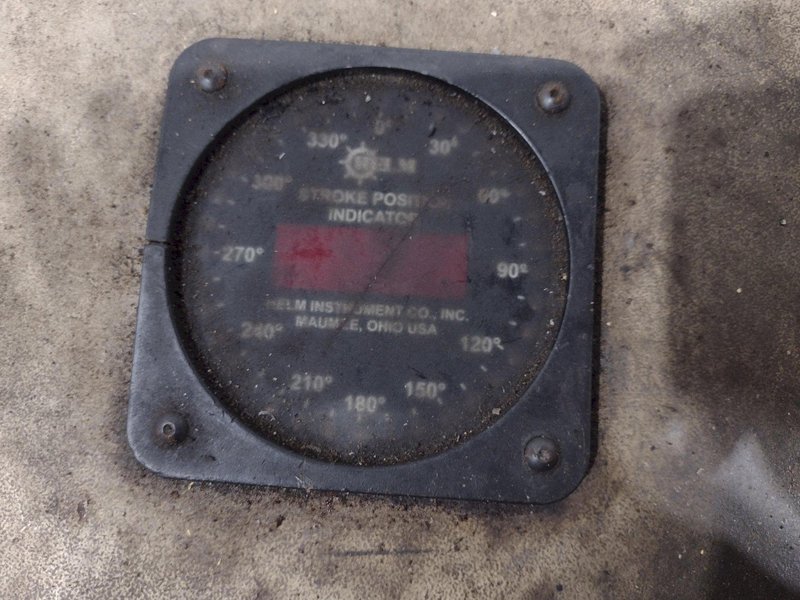 0°
330° 30°
HELM
300° 60°
STROKE POSITION
INDICATOR
270° 90°
HELM INSTRUMENT CO., INC.
MAUMEE, OHIO USA
240° 120°
210° 150°
180°